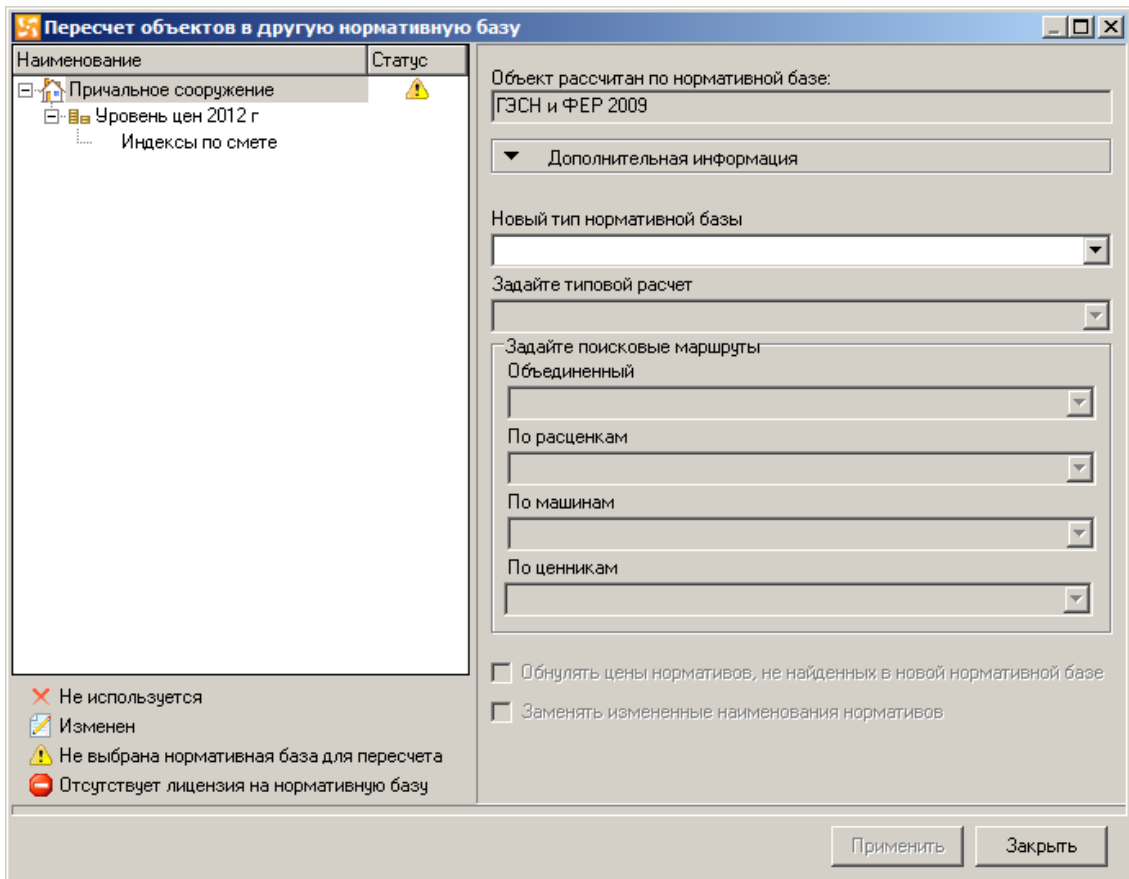 Пересчет объектов в другую нормативную базу
Наименование
Статус
Причальное сооружение
Уровень цен 2012 г
Индексы по смете
Не используется
Изменен
Не выбрана нормативная база для пересчета
Отсутствует лицензия на нормативную базу
Объект рассчитан по нормативной базе:
ГЭСН и ФЕР 2009
Дополнительная информация
Новый тип нормативной базы
Задайте типовой расчет
Задайте поисковые маршруты
Объединенный
По расценкам
По машинам
По ценникам
Обнулять цены нормативов, не найденных в новой нормативной базе
Заменять измененные наименования нормативов
Применить
Закрыть